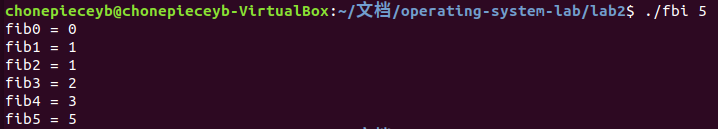 chonepieceyb@chonepieceyb-VirtualBox:~/文档/operating-system-lab/lab2$ ./fbi 5
fib0 = 0
fib1 = 1
fib2 = 1
fib3 = 2
fib4 = 3
fib5 = 5